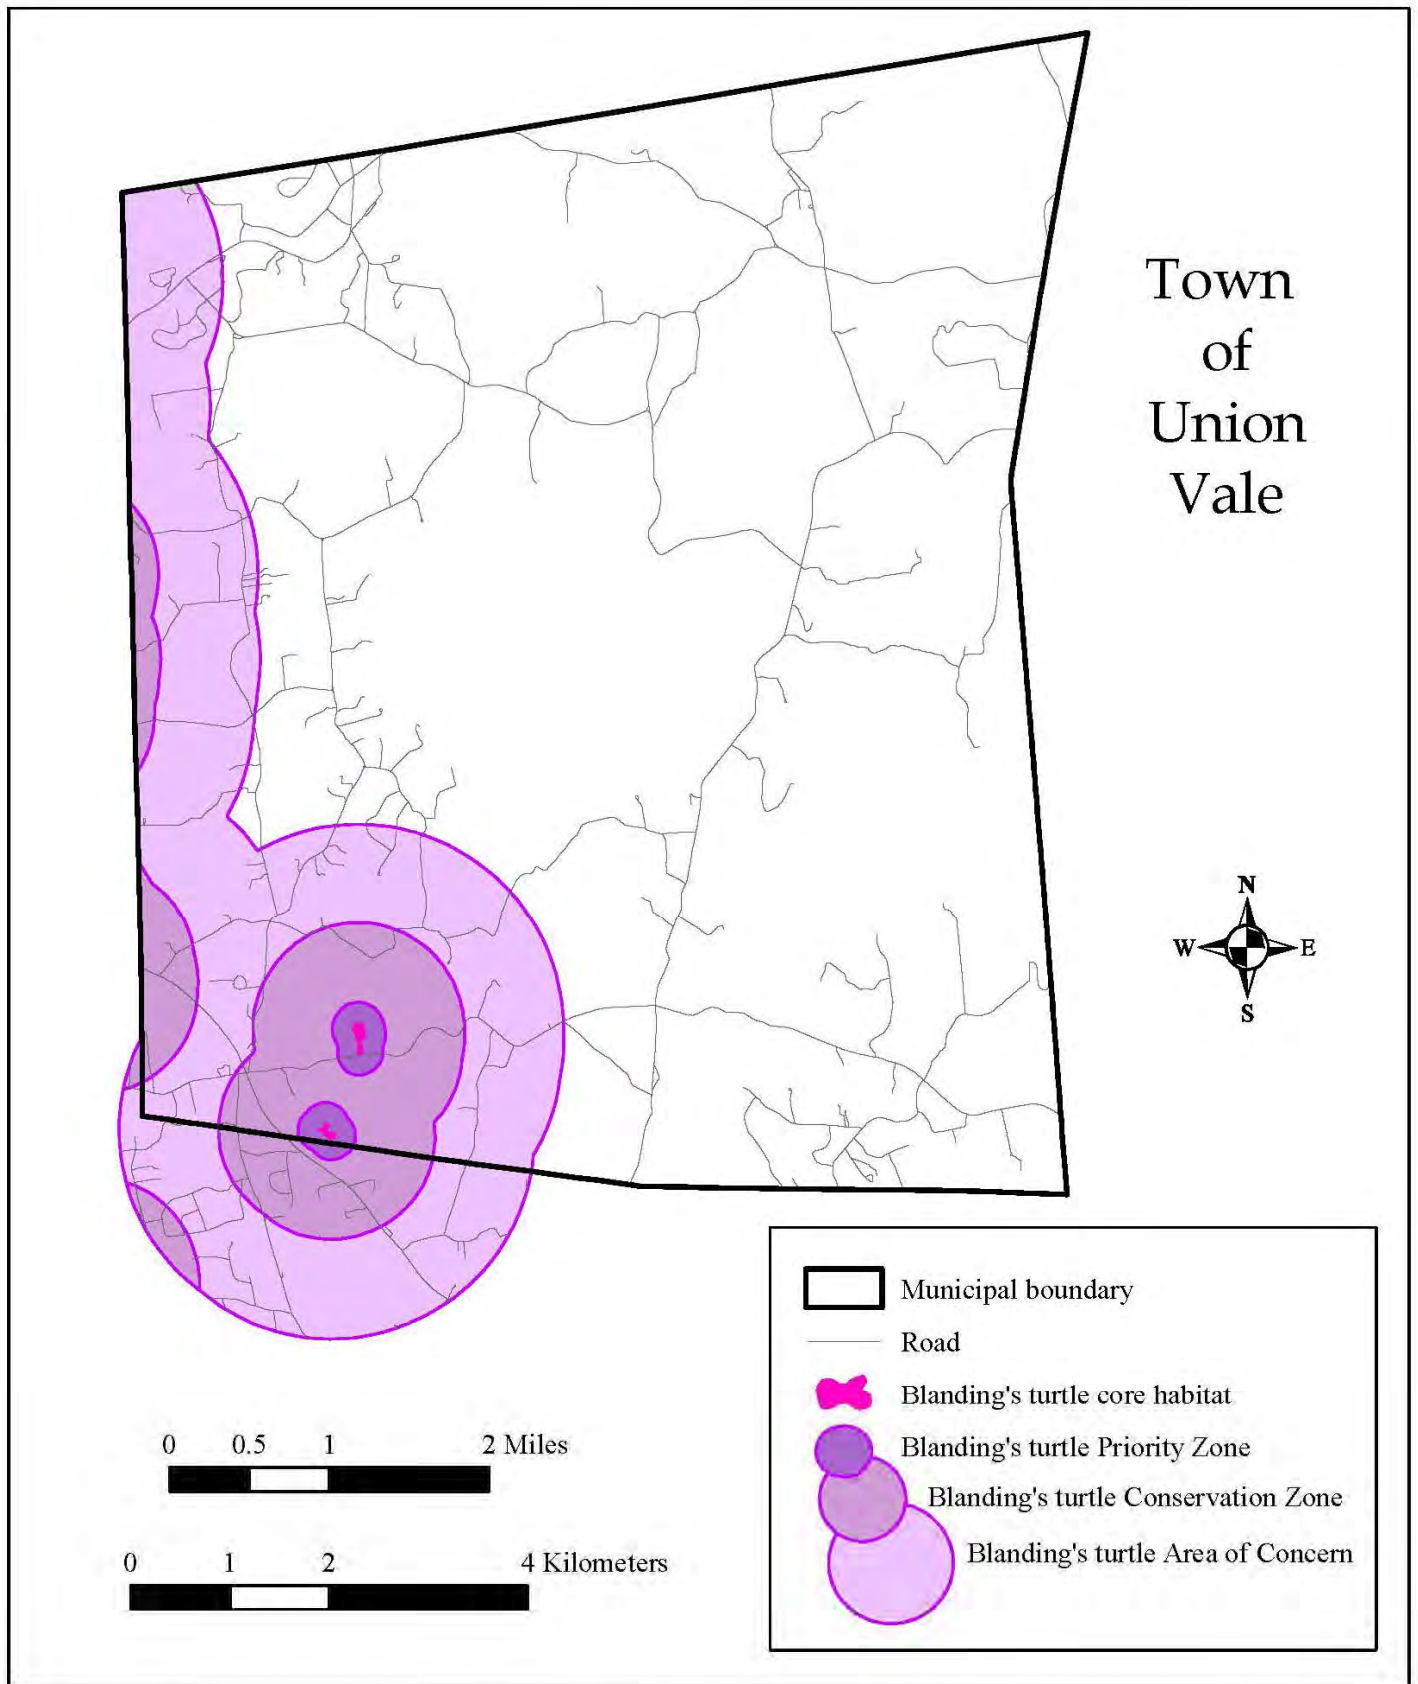 Town
of
Union
Vale
N
W E
S
Municipal boundary
Road
Blanding's turtle core habitat
Blanding's turtle Priority Zone
Blanding's turtle Conservation Zone
Blanding's turtle Area of Concern
0 0.5 1 2 Miles
0 1 2 4 Kilometers